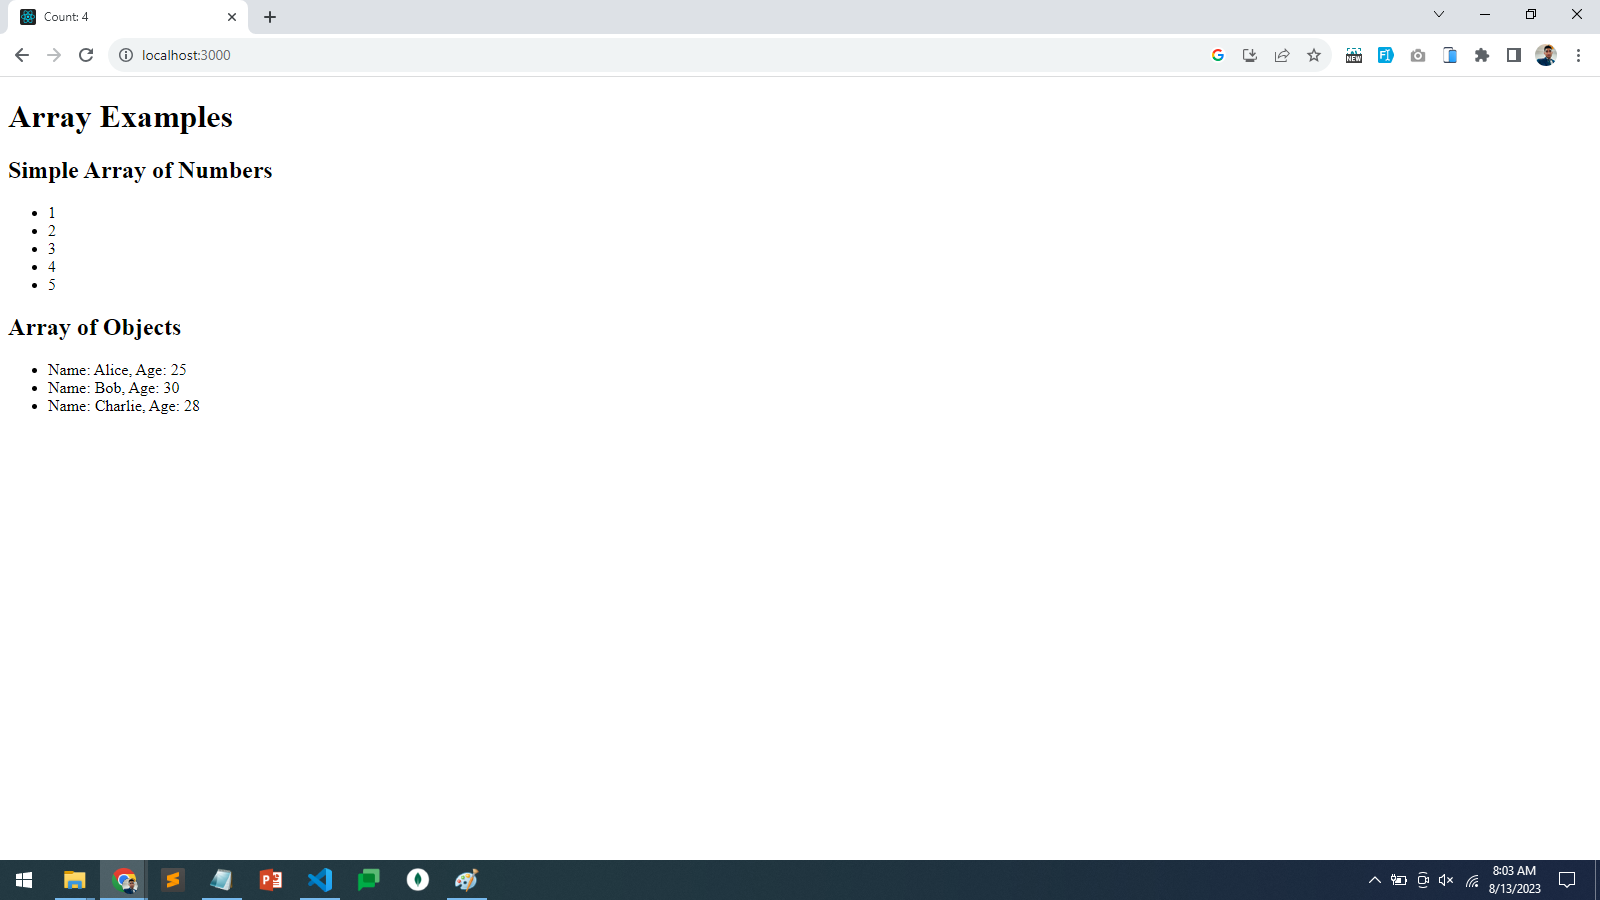 Count: 4
localhost:3000
NEW
Array Examples
Simple Array of Numbers
1
2
3
4
5
Array of Objects
Name: Alice, Age: 25
Name: Bob, Age: 30
Name: Charlie, Age: 28
8:03 AM
8/13/2023